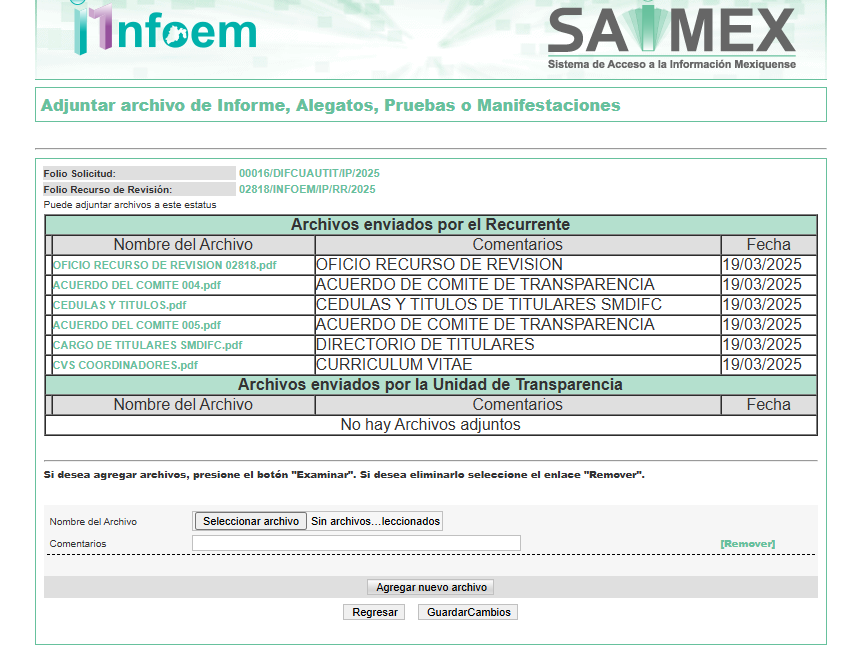 infoem
SAIMEX
Sistema de Acceso a la Información Mexiquense
Adjuntar archivo de Informe, Alegatos, Pruebas o Manifestaciones
Folio Solicitud: 00016/DIFCUAUTIT/IP/2025
Folio Recurso de Revisión: 02818/INFOEM/IP/RR/2025
Puede adjuntar archivos a este estatus
Archivos enviados por el Recurrente
Nombre del Archivo Comentarios Fecha
OFICIO RECURSO DE REVISION 02818.pdf OFICIO RECURSO DE REVISION 19/03/2025
ACUERDO DEL COMITE 004.pdf ACUERDO DE COMITE DE TRANSPARENCIA 19/03/2025
CEDULAS Y TITULOS.pdf CEDULAS Y TITULOS DE TITULARES SMDIFC 19/03/2025
ACUERDO DEL COMITE 005.pdf ACUERDO DE COMITE DE TRANSPARENCIA 19/03/2025
CARGO DE TITULARES SMDIFC.pdf DIRECTORIO DE TITULARES 19/03/2025
CVS COORDINADORES.pdf CURRICULUM VITAE 19/03/2025
Archivos enviados por la Unidad de Transparencia
Nombre del Archivo Comentarios Fecha
No hay Archivos adjuntos
Si desea agregar archivos, presione el botón "Examinar". Si desea eliminarlo seleccione el enlace "Remover".
Nombre del Archivo Seleccionar archivo Sin archivos...leccionados
Comentarios [Remover]
Agregar nuevo archivo
Regresar GuardarCambios